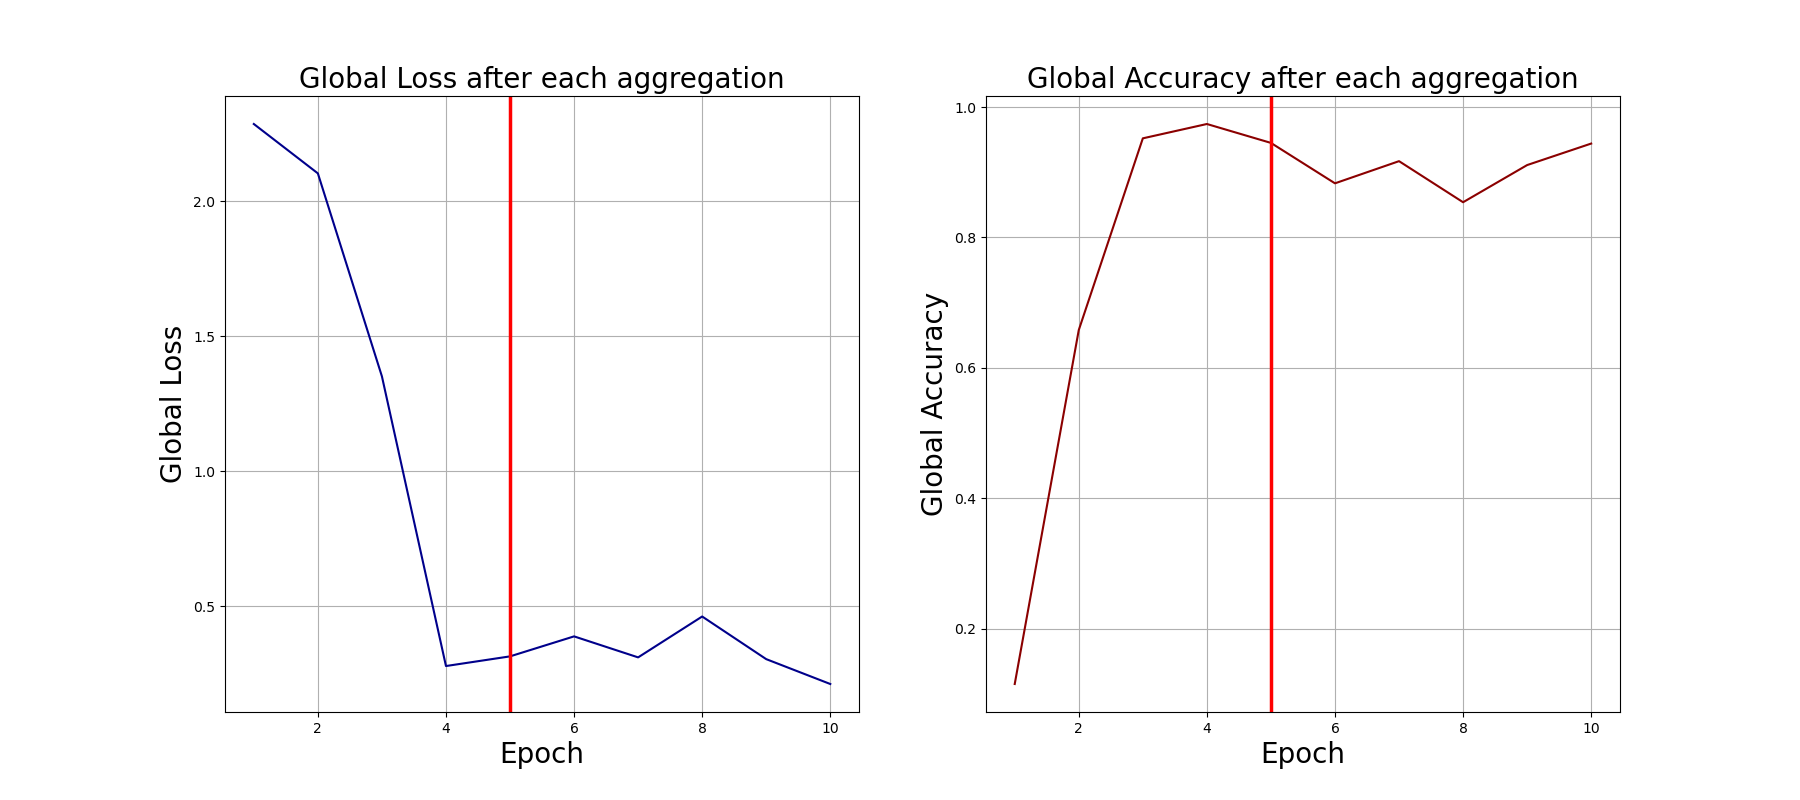 Global Loss after each aggregation
Global Loss
2.0
1.5
1.0
0.5
2 4 6 8 10
Epoch
Global Accuracy after each aggregation
Global Accuracy
1.0
0.8
0.6
0.4
0.2
2 4 6 8 10
Epoch